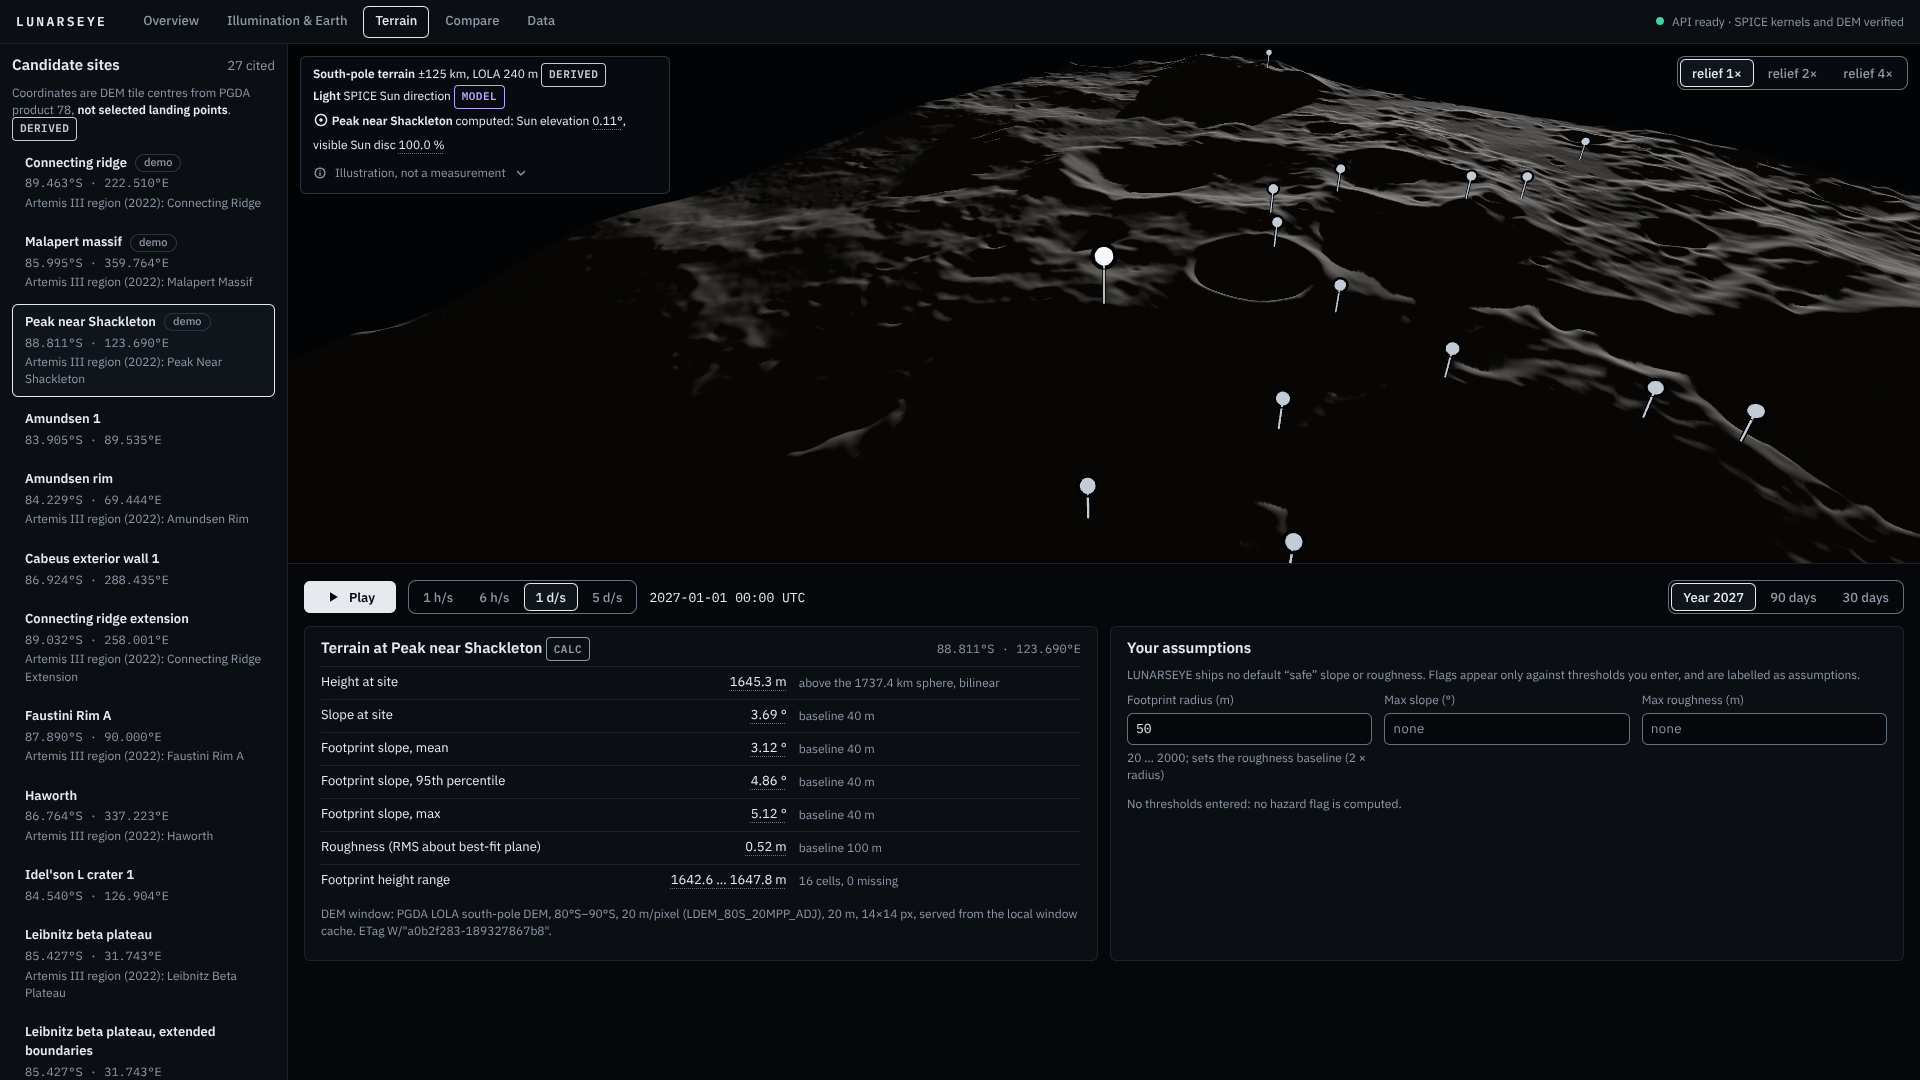 LUNARSEYE
Overview
Illumination & Earth
Terrain
Compare
Data
API ready · SPICE kernels and DEM verified
Candidate sites
27 cited
Coordinates are DEM tile centres from PGDA
product 78, not selected landing points.
DERIVED
Connecting ridge demo
89.463°S · 222.510°E
Artemis III region (2022): Connecting Ridge
Malapert massif demo
85.995°S · 359.764°E
Artemis III region (2022): Malapert Massif
Peak near Shackleton demo
88.811°S · 123.690°E
Artemis III region (2022): Peak Near
Shackleton
Amundsen 1
83.905°S · 89.535°E
Amundsen rim
84.229°S · 69.444°E
Artemis III region (2022): Amundsen Rim
Cabeus exterior wall 1
86.924°S · 288.435°E
Connecting ridge extension
89.032°S · 258.001°E
Artemis III region (2022): Connecting Ridge
Extension
Faustini Rim A
87.890°S · 90.000°E
Artemis III region (2022): Faustini Rim A
Haworth
86.764°S · 337.223°E
Artemis III region (2022): Haworth
Idel'son L crater 1
84.540°S · 126.904°E
Leibnitz beta plateau
85.427°S · 31.743°E
Artemis III region (2022): Leibnitz Beta
Plateau
Leibnitz beta plateau, extended
boundaries
85.427°S · 31.743°E
South-pole terrain ±125 km, LOLA 240 m DERIVED
Light SPICE Sun direction MODEL
Peak near Shackleton computed: Sun elevation 0.11°,
visible Sun disc 100.0 %
Illustration, not a measurement
relief 1×
relief 2×
relief 4×
Play
1 h/s
6 h/s
1 d/s
5 d/s
2027-01-01 00:00 UTC
Year 2027
90 days
30 days
Terrain at Peak near Shackleton CALC
88.811°S · 123.690°E
Height at site 1645.3 m above the 1737.4 km sphere, bilinear
Slope at site 3.69 ° baseline 40 m
Footprint slope, mean 3.12 ° baseline 40 m
Footprint slope, 95th percentile 4.86 ° baseline 40 m
Footprint slope, max 5.12 ° baseline 40 m
Roughness (RMS about best-fit plane) 0.52 m baseline 100 m
Footprint height range 1642.6 … 1647.8 m 16 cells, 0 missing
DEM window: PGDA LOLA south-pole DEM, 80°S–90°S, 20 m/pixel (LDEM_80S_20MPP_ADJ), 20 m, 14×14 px, served from the local window
cache. ETag W/"a0b2f283-189327867b8".
Your assumptions
LUNARSEYE ships no default “safe” slope or roughness. Flags appear only against thresholds you enter, and are labelled as assumptions.
Footprint radius (m)
Max slope (°)
Max roughness (m)
50
none
none
20 … 2000; sets the roughness baseline (2 ×
radius)
No thresholds entered: no hazard flag is computed.